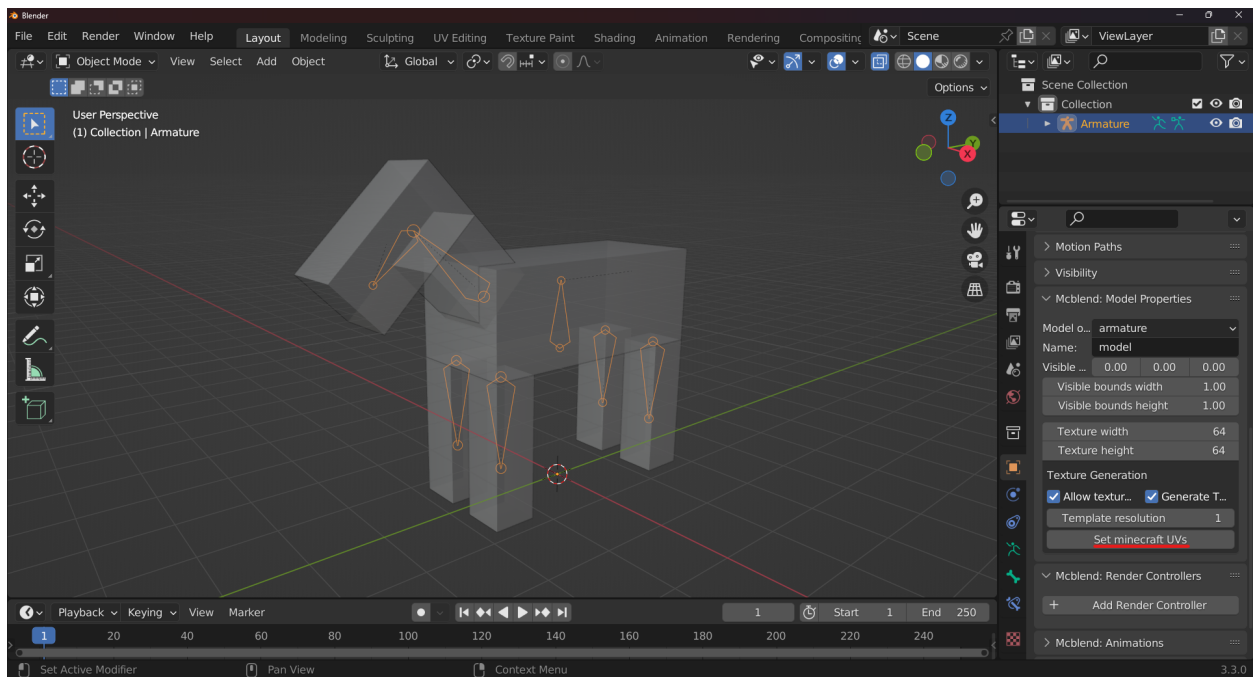 Blender
File Edit Render Window Help Layout Modeling Sculpting UV Editing Texture Paint Shading Animation Rendering Compositing Scene ViewLayer
Object Mode View Select Add Object Global
Options
User Perspective
(1) Collection | Armature
Z
Y
X
Scene Collection
Collection
Armature
Motion Paths
Visibility
Mcblend: Model Properties
Model o... armature
Name: model
Visible ... 0.00 0.00 0.00
Visible bounds width 1.00
Visible bounds height 1.00
Texture width 64
Texture height 64
Texture Generation
Allow textur... Generate T...
Template resolution 1
Set minecraft UVs
Mcblend: Render Controllers
+ Add Render Controller
Mcblend: Animations
Playback Keying View Marker 1 Start 1 End 250
1 20 40 60 80 100 120 140 160 180 200 220 240
Set Active Modifier Pan View Context Menu 3.3.0